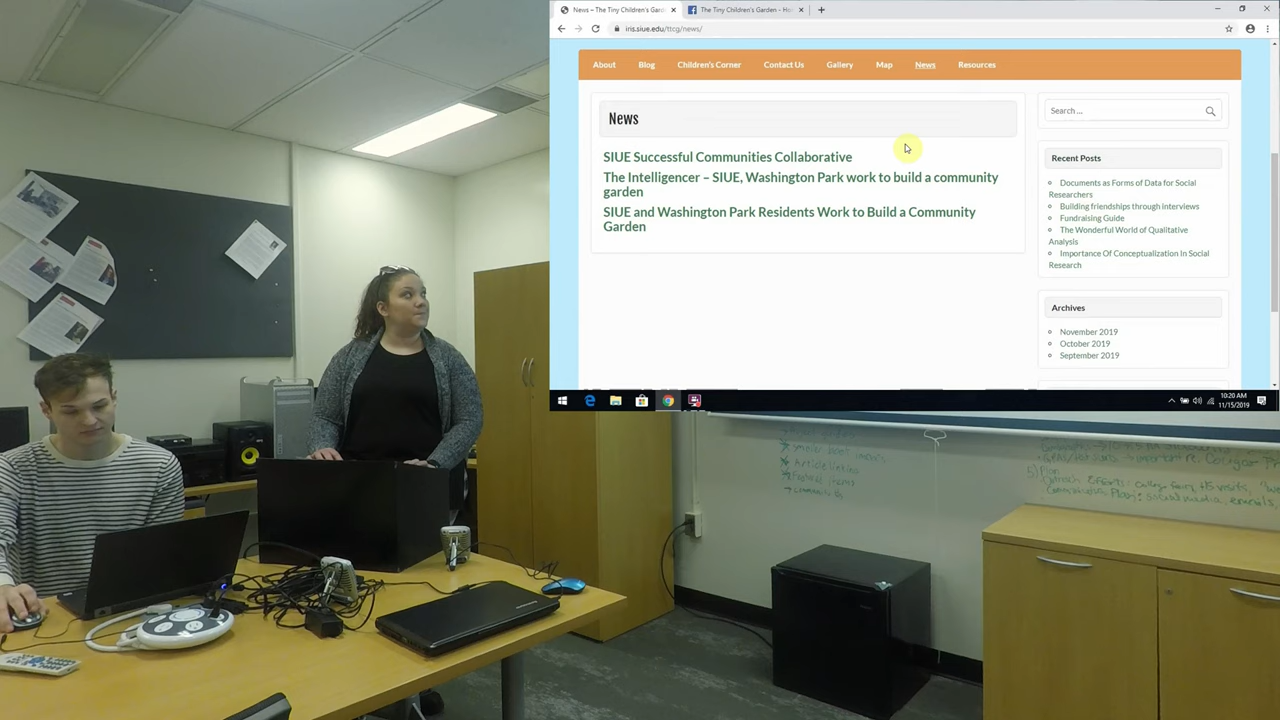 News – The Tiny Children's Gard
The Tiny Children's Garden - Ho
iris.siue.edu/ttcg/news/
About Blog Children's Corner Contact Us Gallery Map News Resources
News
SIUE Successful Communities Collaborative
The Intelligencer – SIUE, Washington Park work to build a community
garden
SIUE and Washington Park Residents Work to Build a Community
Garden
Search ...
Recent Posts
Documents as Forms of Data for Social
Researchers
Building friendships through interviews
Fundraising Guide
The Wonderful World of Qualitative
Analysis
Importance Of Conceptualization In Social
Research
Archives
November 2019
October 2019
September 2019
10:20 AM
11/15/2019
5) Plan